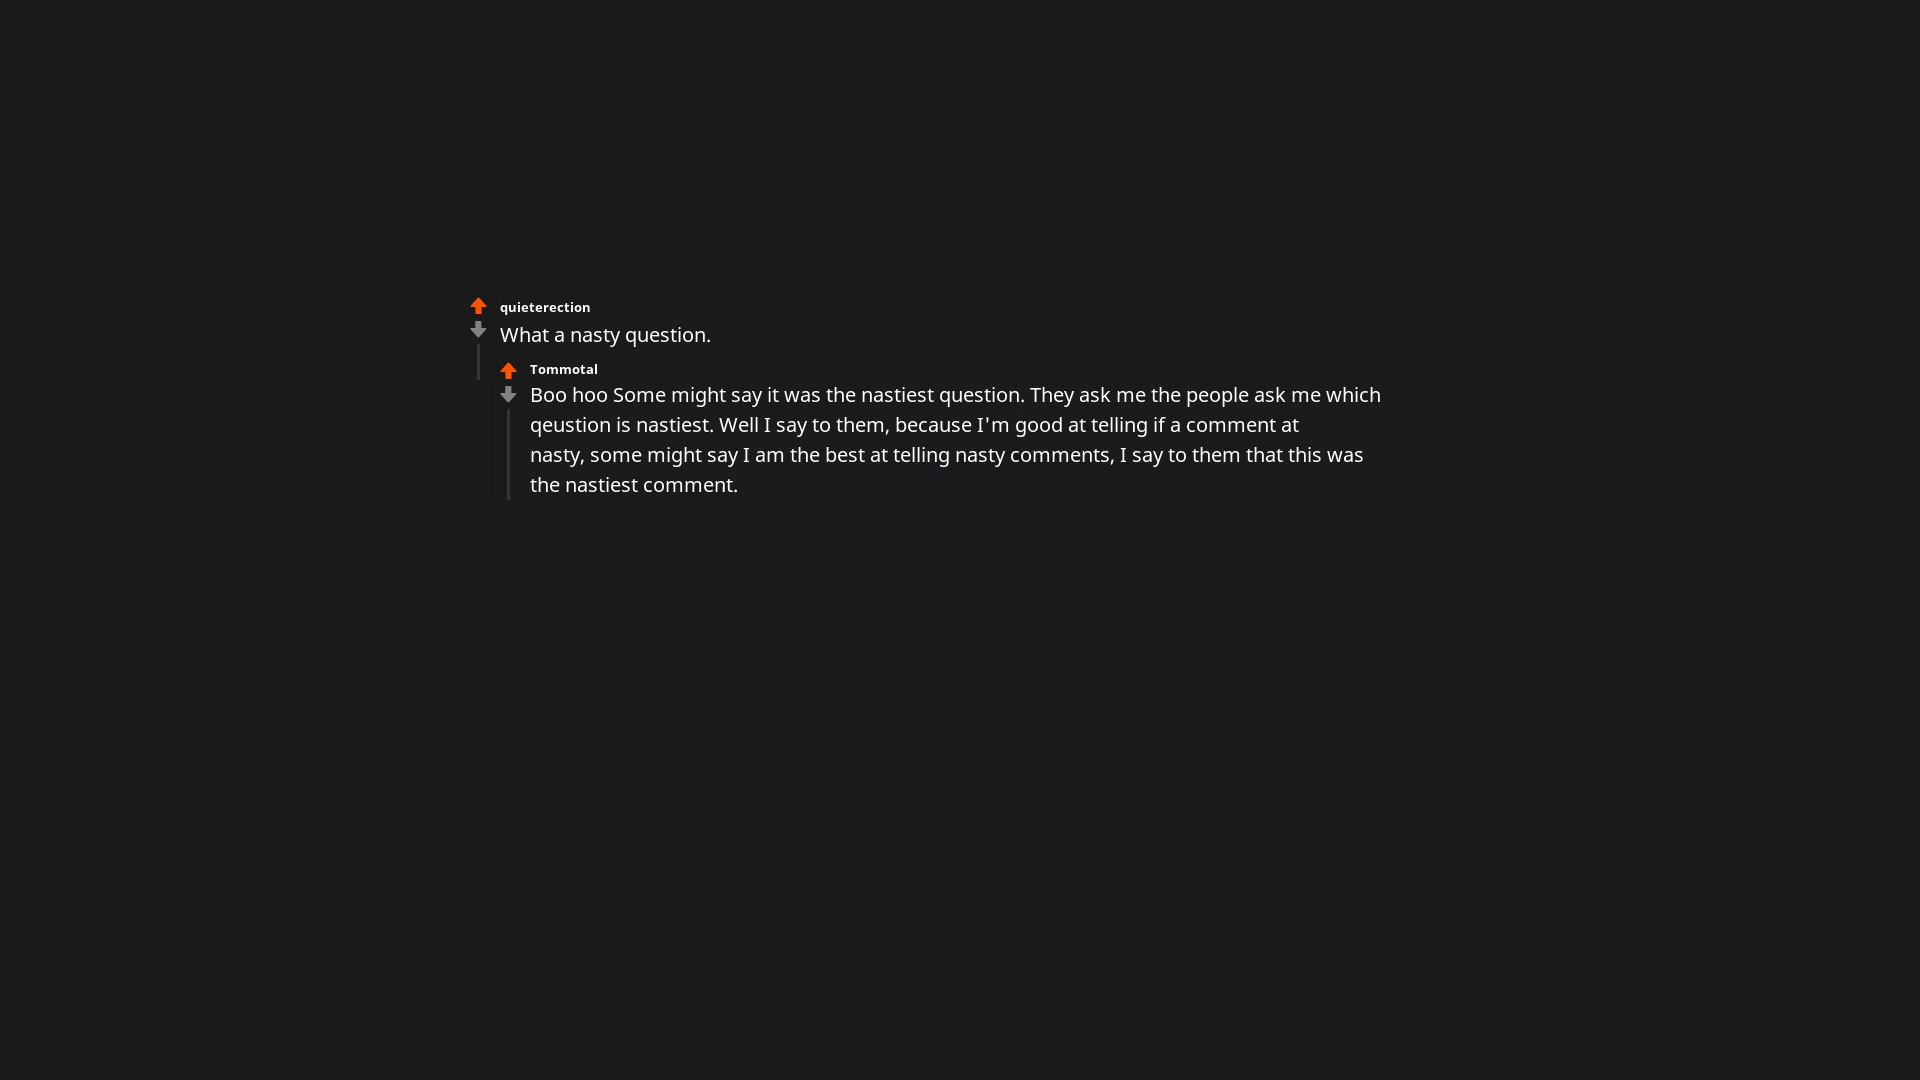 quieterection
What a nasty question.
Tommotal
Boo hoo Some might say it was the nastiest question. They ask me the people ask me which
qeustion is nastiest. Well I say to them, because I'm good at telling if a comment at
nasty, some might say I am the best at telling nasty comments, I say to them that this was
the nastiest comment.